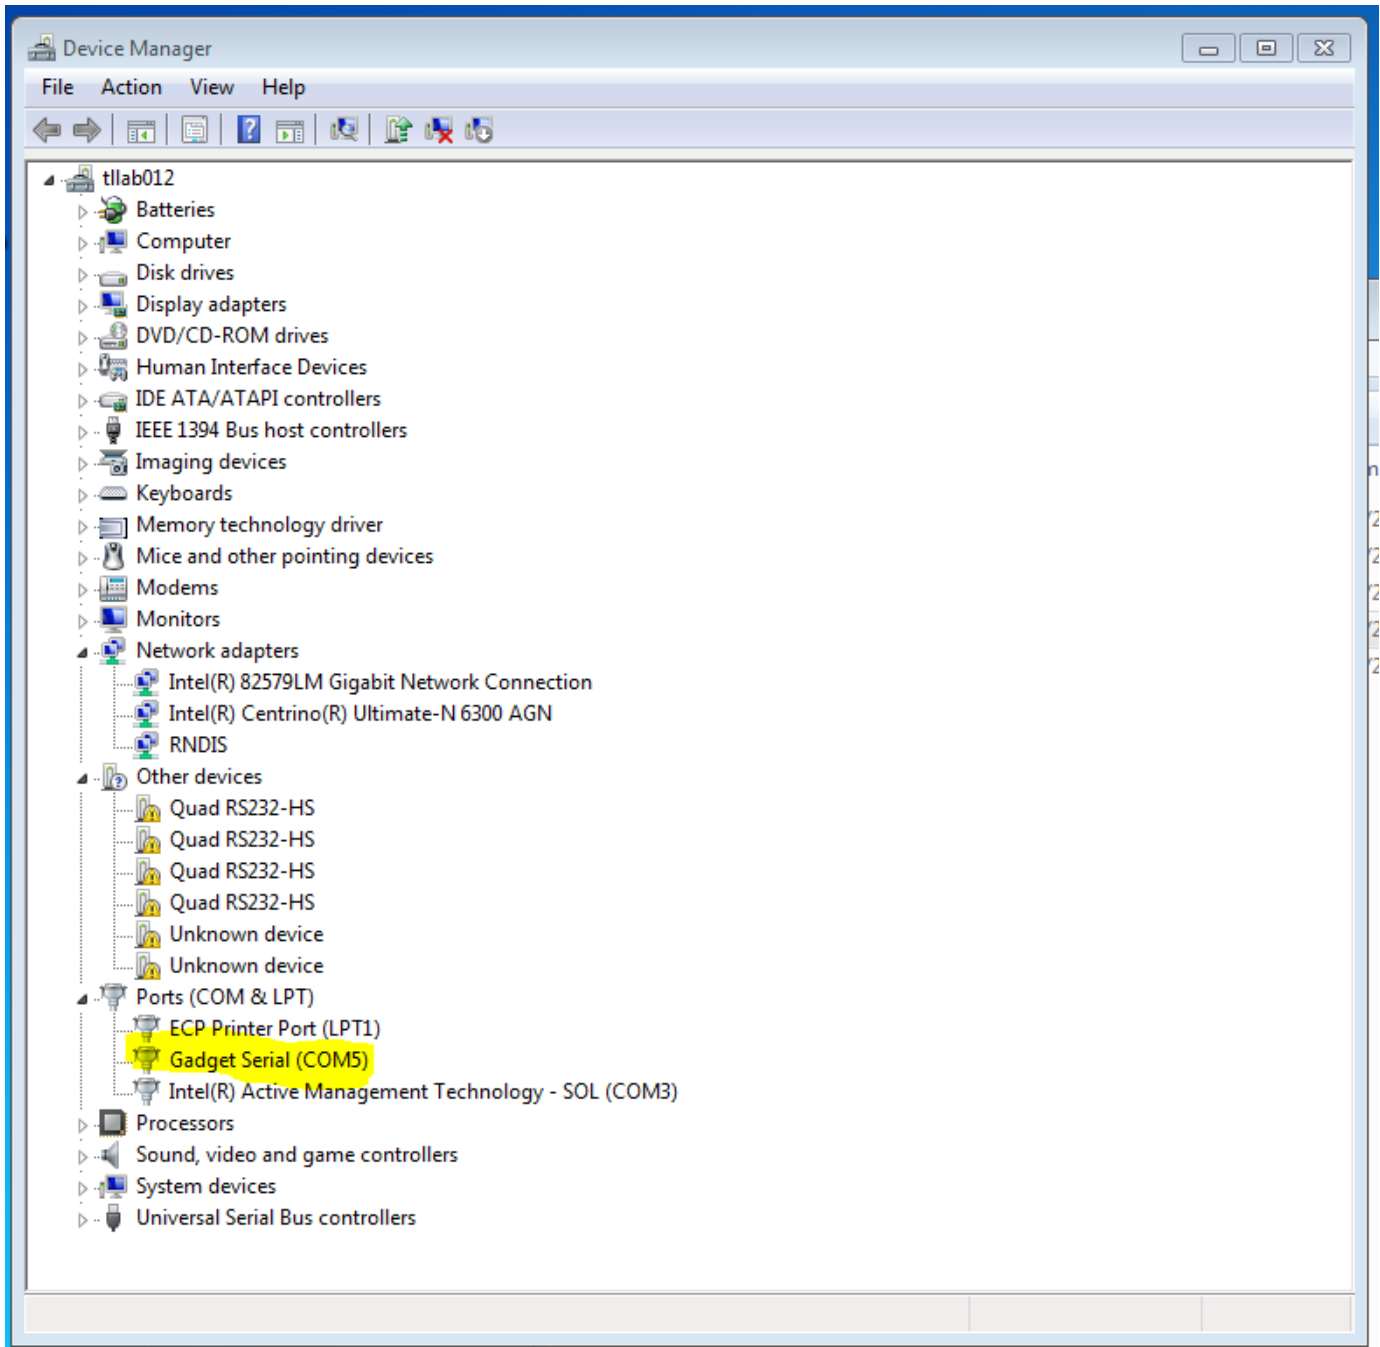 Device Manager
File Action View Help
tllab012
Batteries
Computer
Disk drives
Display adapters
DVD/CD-ROM drives
Human Interface Devices
IDE ATA/ATAPI controllers
IEEE 1394 Bus host controllers
Imaging devices
Keyboards
Memory technology driver
Mice and other pointing devices
Modems
Monitors
Network adapters
Intel(R) 82579LM Gigabit Network Connection
Intel(R) Centrino(R) Ultimate-N 6300 AGN
RNDIS
Other devices
Quad RS232-HS
Quad RS232-HS
Quad RS232-HS
Quad RS232-HS
Unknown device
Unknown device
Ports (COM & LPT)
ECP Printer Port (LPT1)
Gadget Serial (COM5)
Intel(R) Active Management Technology - SOL (COM3)
Processors
Sound, video and game controllers
System devices
Universal Serial Bus controllers